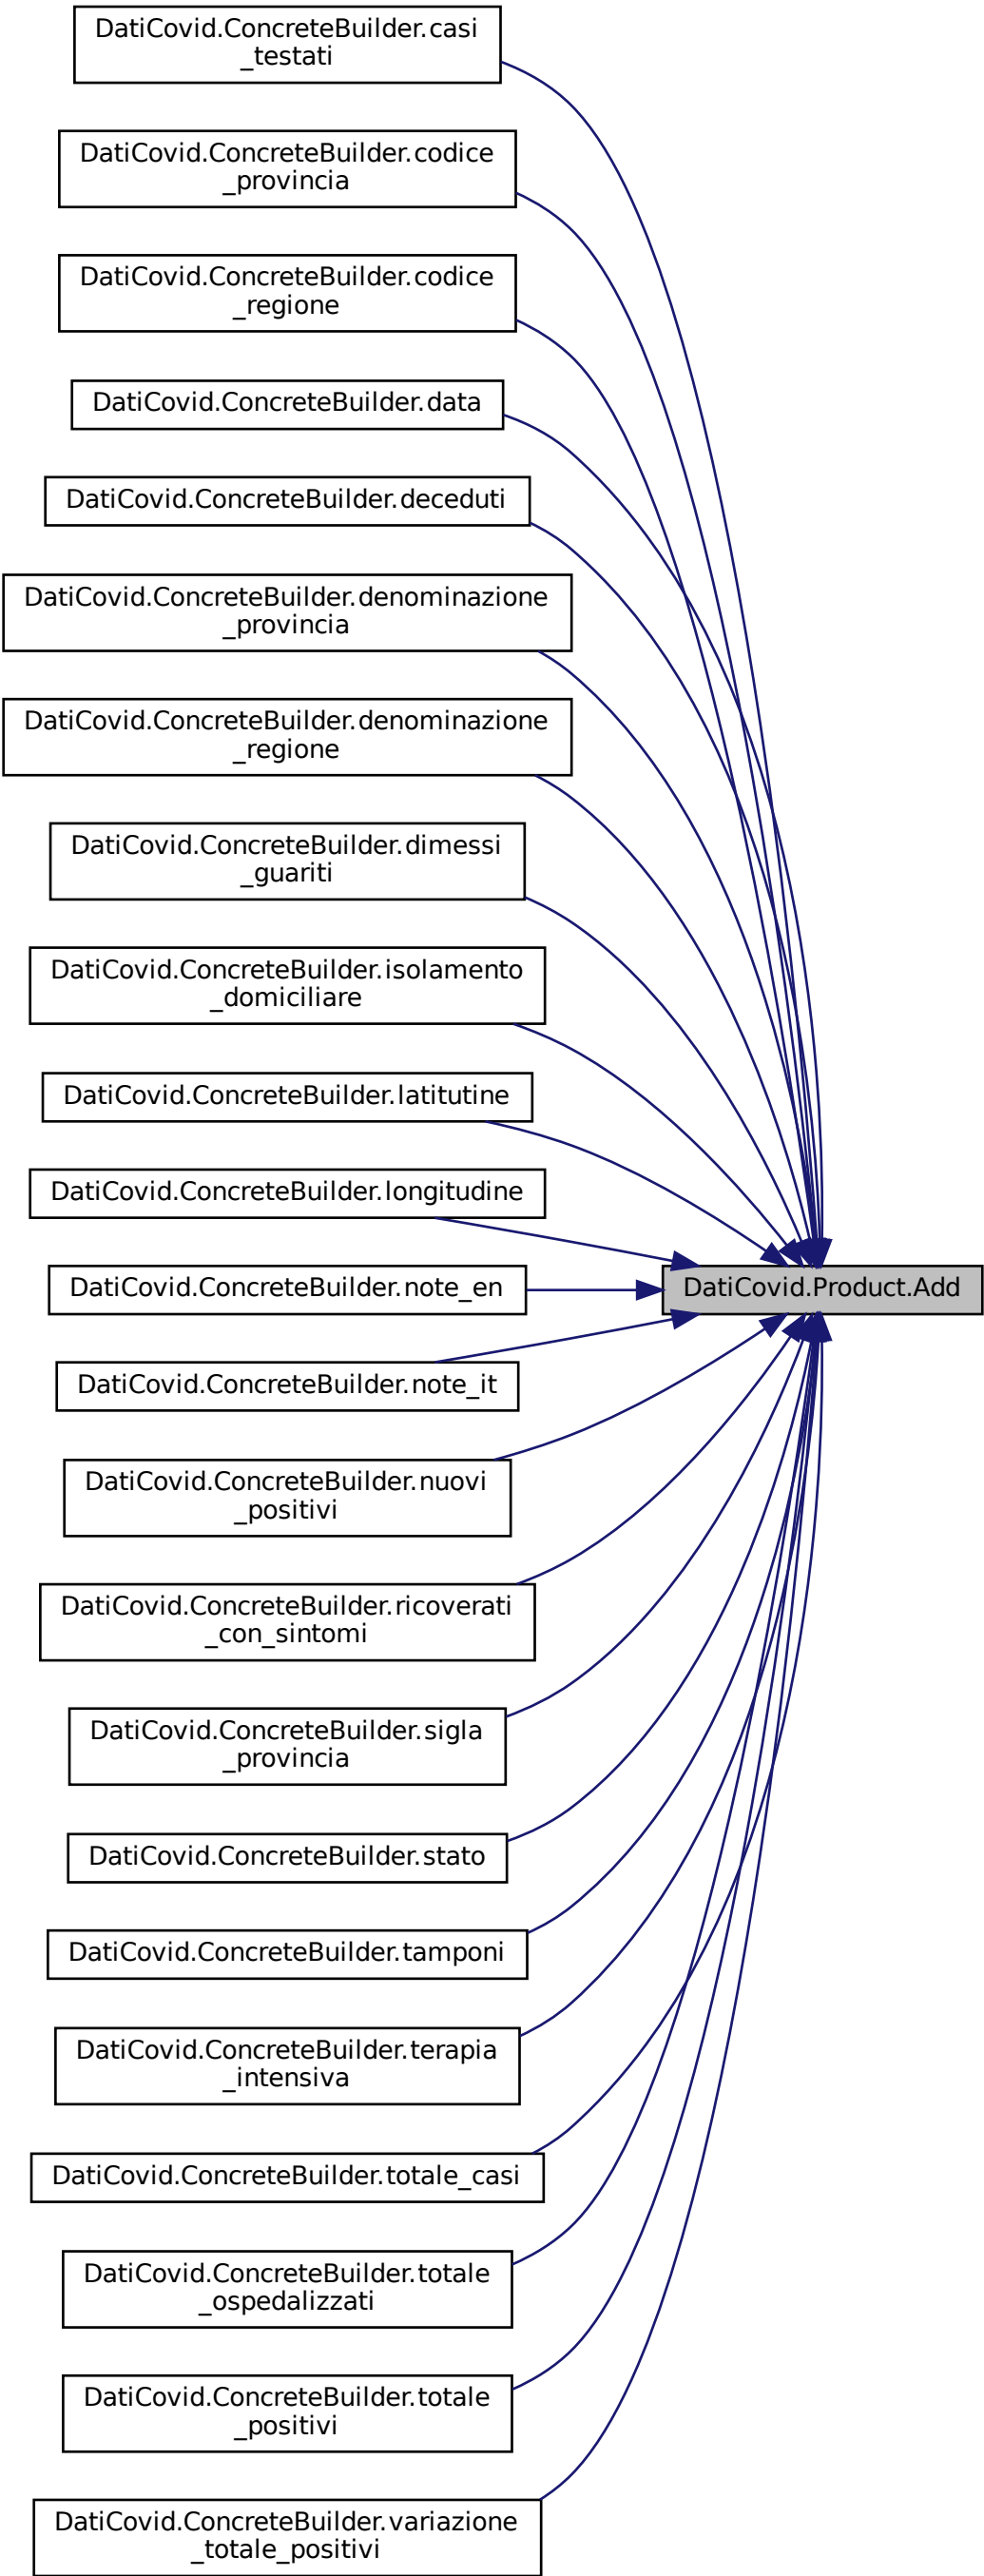 DatiCovid.ConcreteBuilder.casi
_testati
DatiCovid.ConcreteBuilder.codice
_provincia
DatiCovid.ConcreteBuilder.codice
_regione
DatiCovid.ConcreteBuilder.data
DatiCovid.ConcreteBuilder.deceduti
DatiCovid.ConcreteBuilder.denominazione
_provincia
DatiCovid.ConcreteBuilder.denominazione
_regione
DatiCovid.ConcreteBuilder.dimessi
_guariti
DatiCovid.ConcreteBuilder.isolamento
_domiciliare
DatiCovid.ConcreteBuilder.latitutine
DatiCovid.ConcreteBuilder.longitudine
DatiCovid.ConcreteBuilder.note_en
DatiCovid.Product.Add
DatiCovid.ConcreteBuilder.note_it
DatiCovid.ConcreteBuilder.nuovi
_positivi
DatiCovid.ConcreteBuilder.ricoverati
_con_sintomi
DatiCovid.ConcreteBuilder.sigla
_provincia
DatiCovid.ConcreteBuilder.stato
DatiCovid.ConcreteBuilder.tamponi
DatiCovid.ConcreteBuilder.terapia
_intensiva
DatiCovid.ConcreteBuilder.totale_casi
DatiCovid.ConcreteBuilder.totale
_ospedalizzati
DatiCovid.ConcreteBuilder.totale
_positivi
DatiCovid.ConcreteBuilder.variazione
_totale_positivi